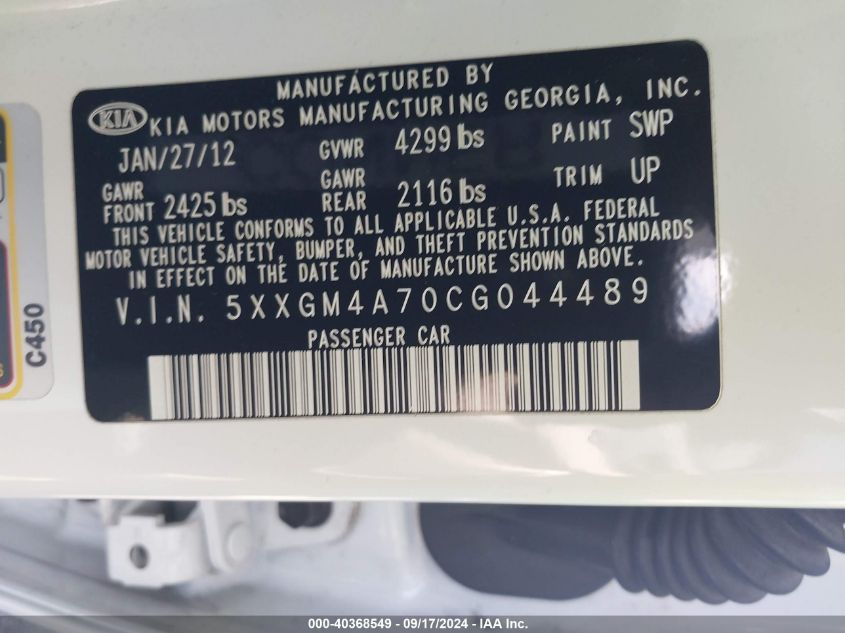 MANUFACTURED BY
KIA KIA MOTORS MANUFACTURING GEORGIA, INC.
JAN/27/12 GVWR 4299 lbs PAINT SWP
GAWR FRONT 2425 lbs GAWR REAR 2116 lbs TRIM UP
THIS VEHICLE CONFORMS TO ALL APPLICABLE U.S.A. FEDERAL
MOTOR VEHICLE SAFETY, BUMPER, AND THEFT PREVENTION STANDARDS
IN EFFECT ON THE DATE OF MANUFACTURE SHOWN ABOVE.
V.I.N. 5XXGM4A70CG044489
PASSENGER CAR
C450
000-40368549 - 09/17/2024 - IAA Inc.